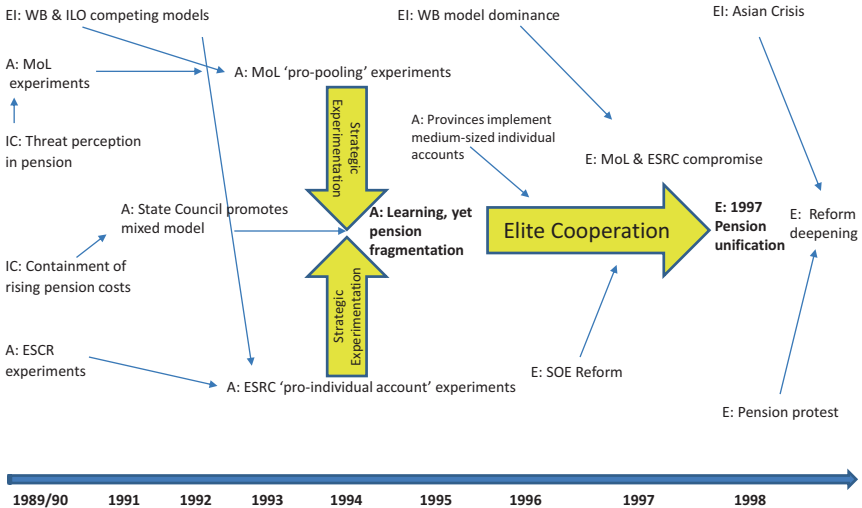 EI: WB & ILO competing models
EI: WB model dominance
EI: Asian Crisis
A: MoL
experiments
A: MoL 'pro-pooling' experiments
Strategic
Experimentation
A: Provinces implement
medium-sized individual
accounts
IC: Threat perception
in pension
E: MoL & ESRC compromise
A: State Council promotes
mixed model
A: Learning, yet
pension
fragmentation
Elite Cooperation
E: 1997
Pension
unification
E: Reform
deepening
IC: Containment of
rising pension costs
Strategic
Experimentation
A: ESCR
experiments
A: ESRC 'pro-individual account' experiments
E: SOE Reform
E: Pension protest
1989/90 1991 1992 1993 1994 1995 1996 1997 1998